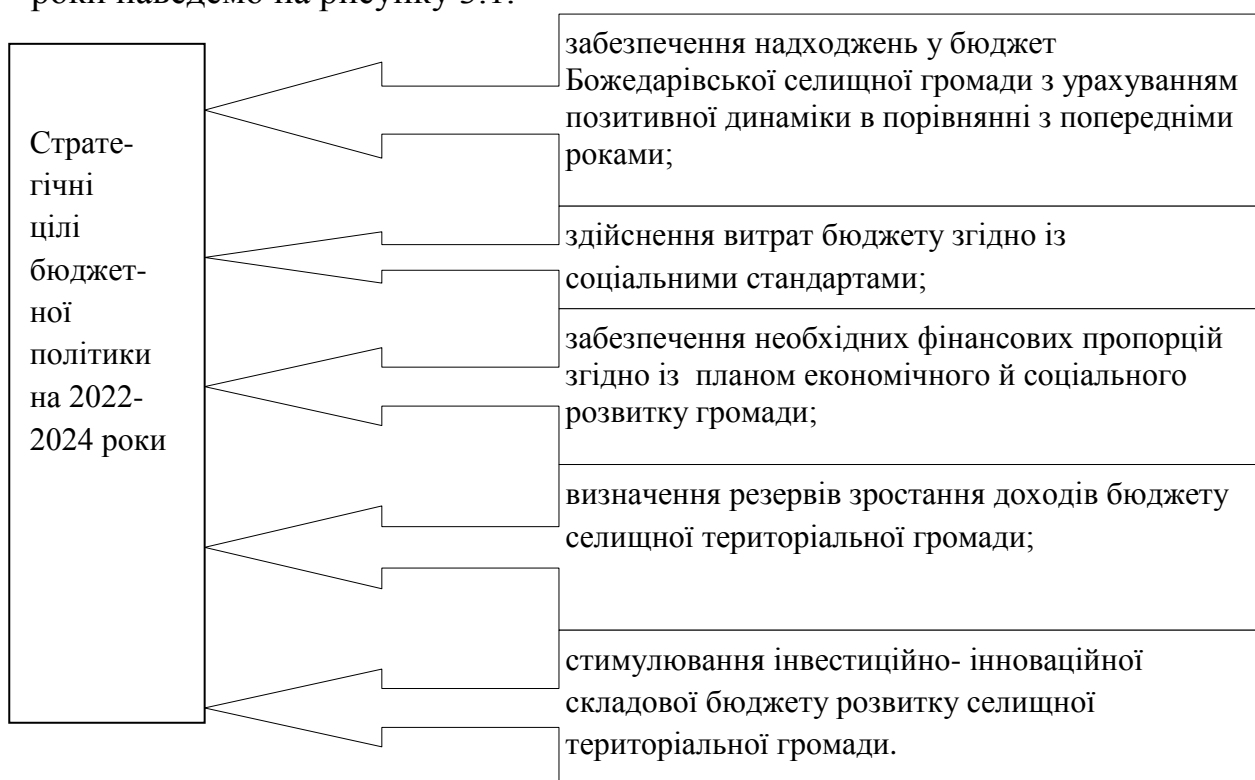 роки наведемо на рисунку 3.1.
Страте-
гічні
цілі
бюджет-
ної
політики
на 2022-
2024 роки
забезпечення надходжень у бюджет
Божедарівської селищної громади з урахуванням
позитивної динаміки в порівнянні з попередніми
роками;
здійснення витрат бюджету згідно із
соціальними стандартами;
забезпечення необхідних фінансових пропорцій
згідно із планом економічного й соціального
розвитку громади;
визначення резервів зростання доходів бюджету
селищної територіальної громади;
стимулювання інвестиційно- інноваційної
складової бюджету розвитку селищної
територіальної громади.